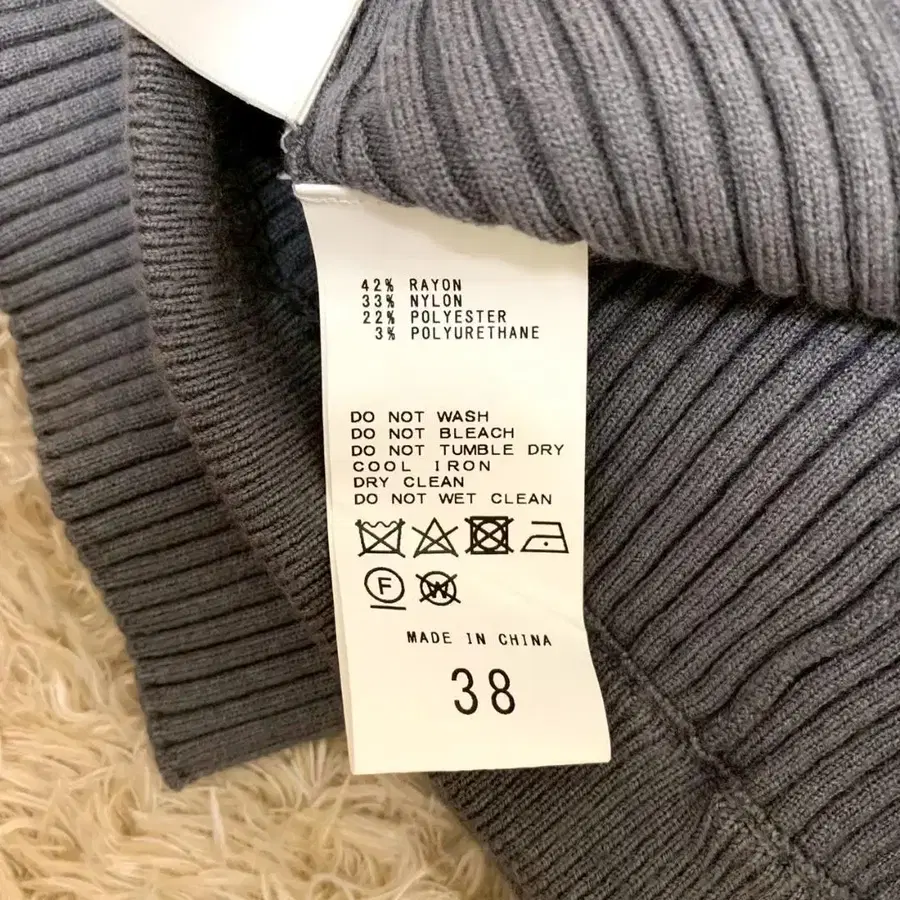 42% RAYON
33% NYLON
22% POLYESTER
3% POLYURETHANE
DO NOT WASH
DO NOT BLEACH
DO NOT TUMBLE DRY
COOL IRON
DRY CLEAN
DO NOT WET CLEAN
F W
MADE IN CHINA
38